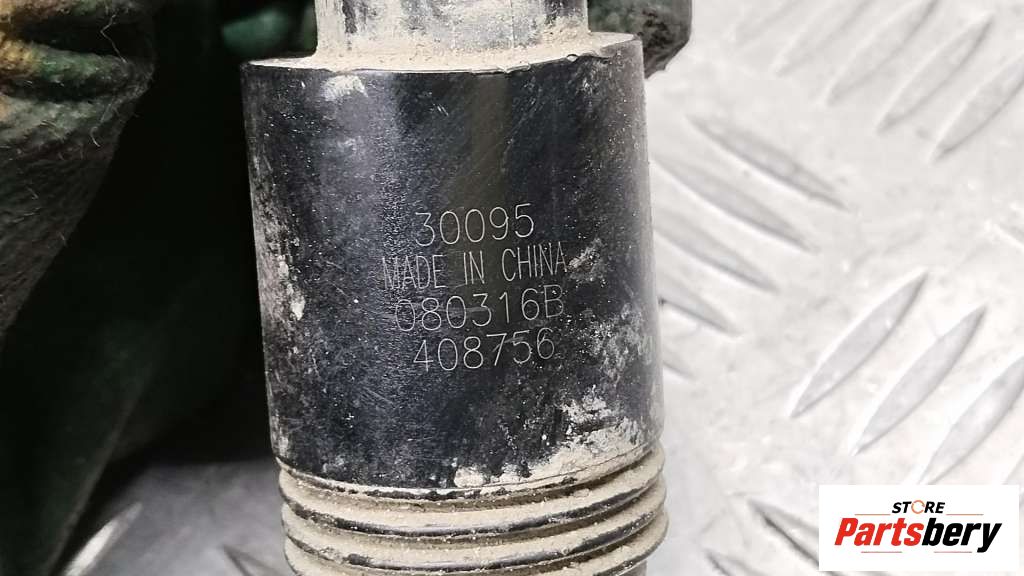 30095
MADE IN CHINA
080316B
408756
STORE
Partsbery